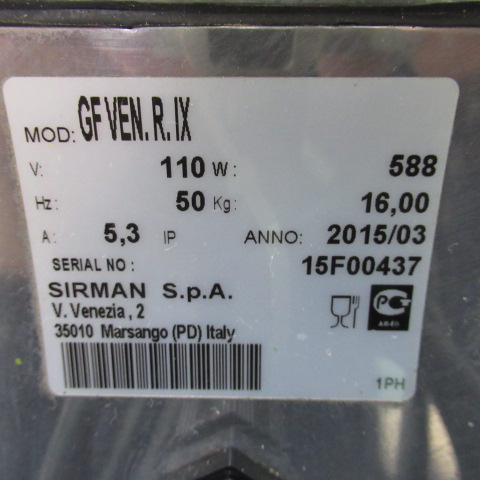 MOD: GF VEN. R. IX
V: 110 W: 588
Hz: 50 Kg: 16,00
A: 5,3 IP ANNO: 2015/03
SERIAL NO: 15F00437
SIRMAN S.p.A.
V. Venezia, 2
35010 Marsango (PD) Italy
1PH